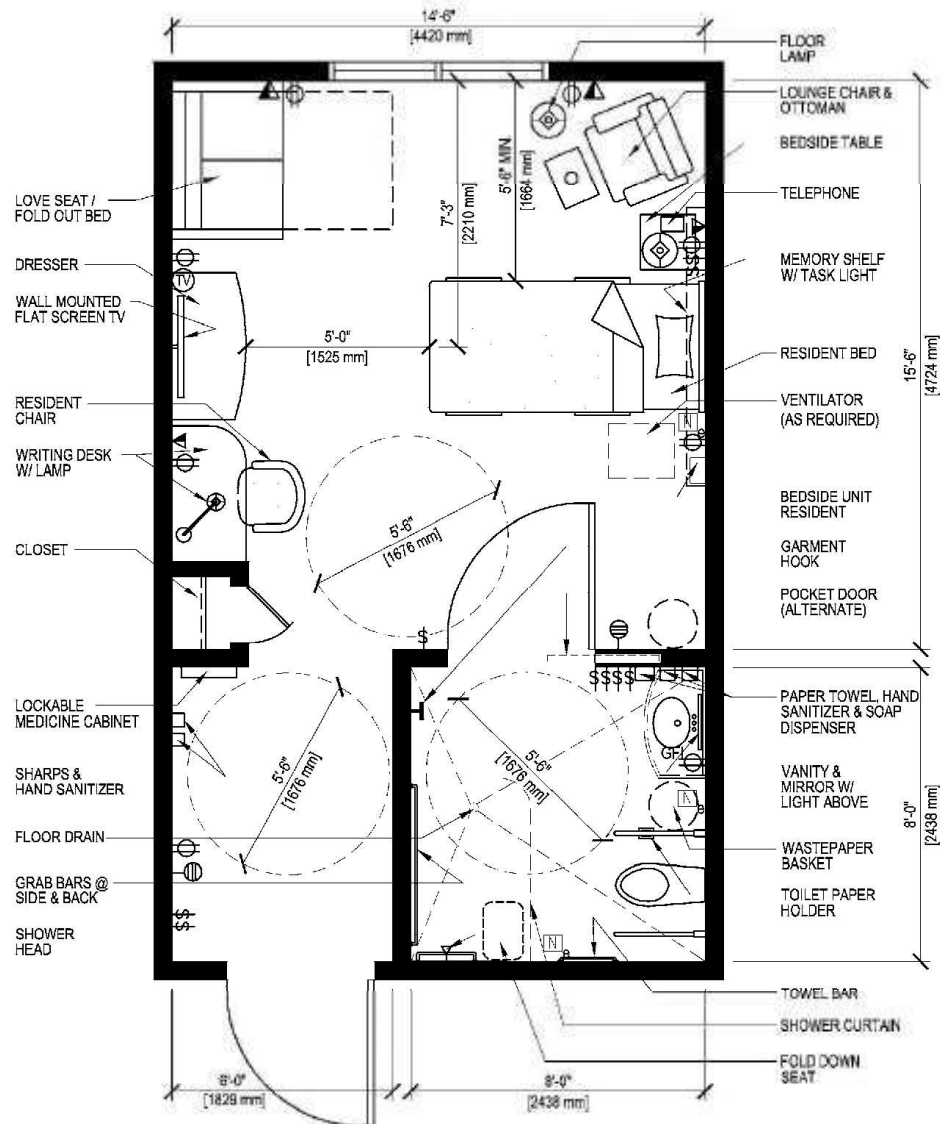 14'-6"
[4420 mm]
FLOOR
LAMP
LOUNGE CHAIR &
OTTOMAN
BEDSIDE TABLE
TELEPHONE
MEMORY SHELF
W/ TASK LIGHT
RESIDENT BED
VENTILATOR
(AS REQUIRED)
BEDSIDE UNIT
RESIDENT
GARMENT
HOOK
POCKET DOOR
(ALTERNATE)
PAPER TOWEL, HAND
SANITIZER & SOAP
DISPENSER
VANITY &
MIRROR W/
LIGHT ABOVE
WASTEPAPER
BASKET
TOILET PAPER
HOLDER
TOWEL BAR
SHOWER CURTAIN
FOLD DOWN
SEAT
LOVE SEAT /
FOLD OUT BED
DRESSER
WALL MOUNTED
FLAT SCREEN TV
RESIDENT
CHAIR
WRITING DESK
W/ LAMP
CLOSET
LOCKABLE
MEDICINE CABINET
SHARPS &
HAND SANITIZER
FLOOR DRAIN
GRAB BARS @
SIDE & BACK
SHOWER
HEAD
7'-3"
[2210 mm]
5'-6" MIN.
[1664 mm]
TV
5'-0"
[1525 mm]
N
5'-6"
[1676 mm]
$
$$$$
5'-6"
[1676 mm]
5'-6"
[1676 mm]
GFI
N
N
$$
15'-6"
[4724 mm]
8'-0"
[2438 mm]
[1829 mm]
8'-0"
[2438 mm]